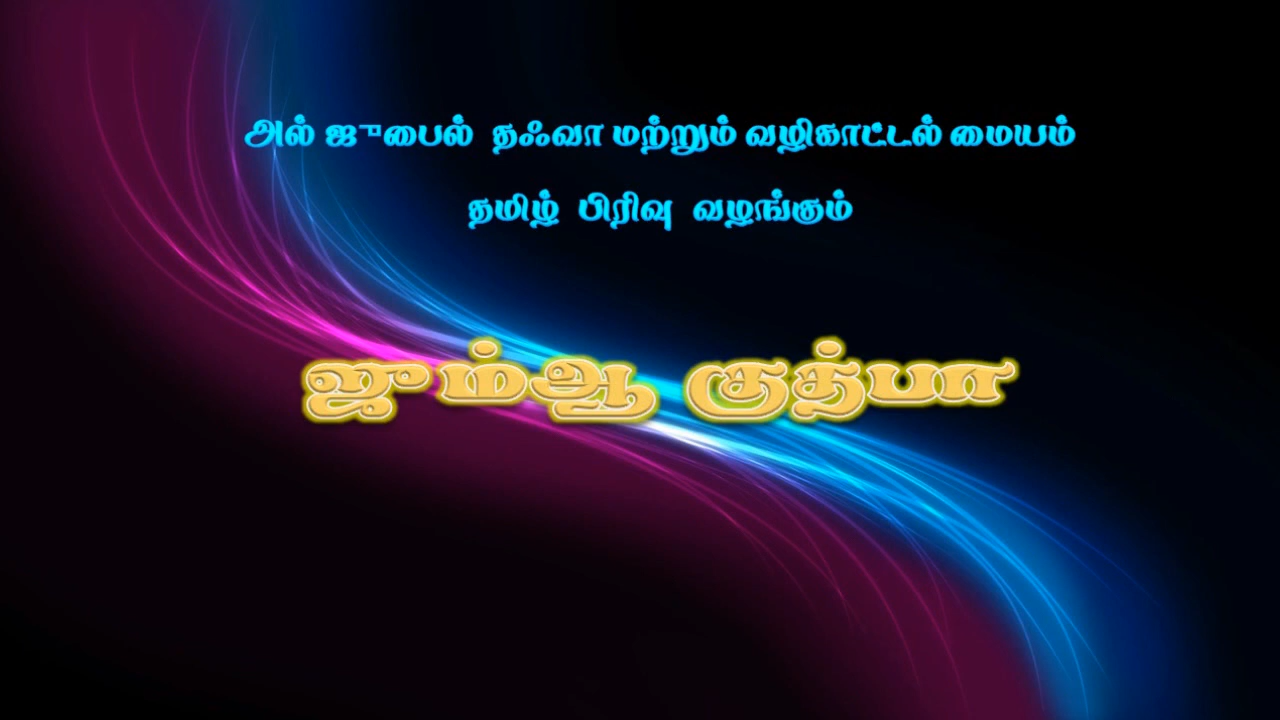 அல் ஜுபைல் தஃவா மற்றும் வழிகாட்டல் மையம்
தமிழ் பிரிவு வழங்கும்
ஜும்ஆ குத்பா